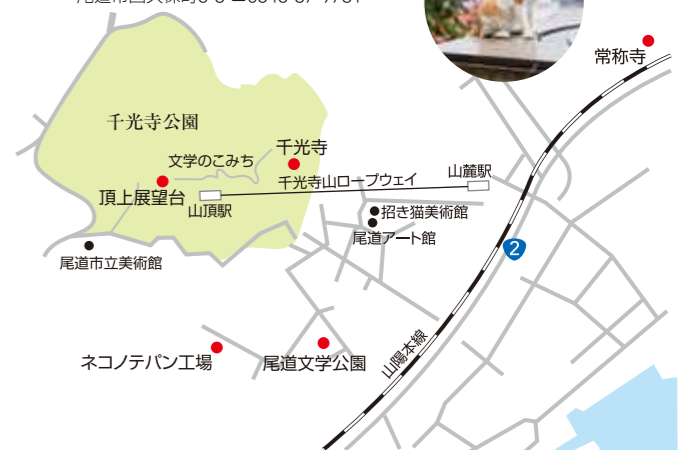 常称寺
千光寺公園
千光寺
文学のこみち
山麓駅
千光寺山ロープウェイ
頂上展望台
山頂駅
招き猫美術館
尾道アート館
2
尾道市立美術館
山陽本線
ネコノテパン工場
尾道文学公園